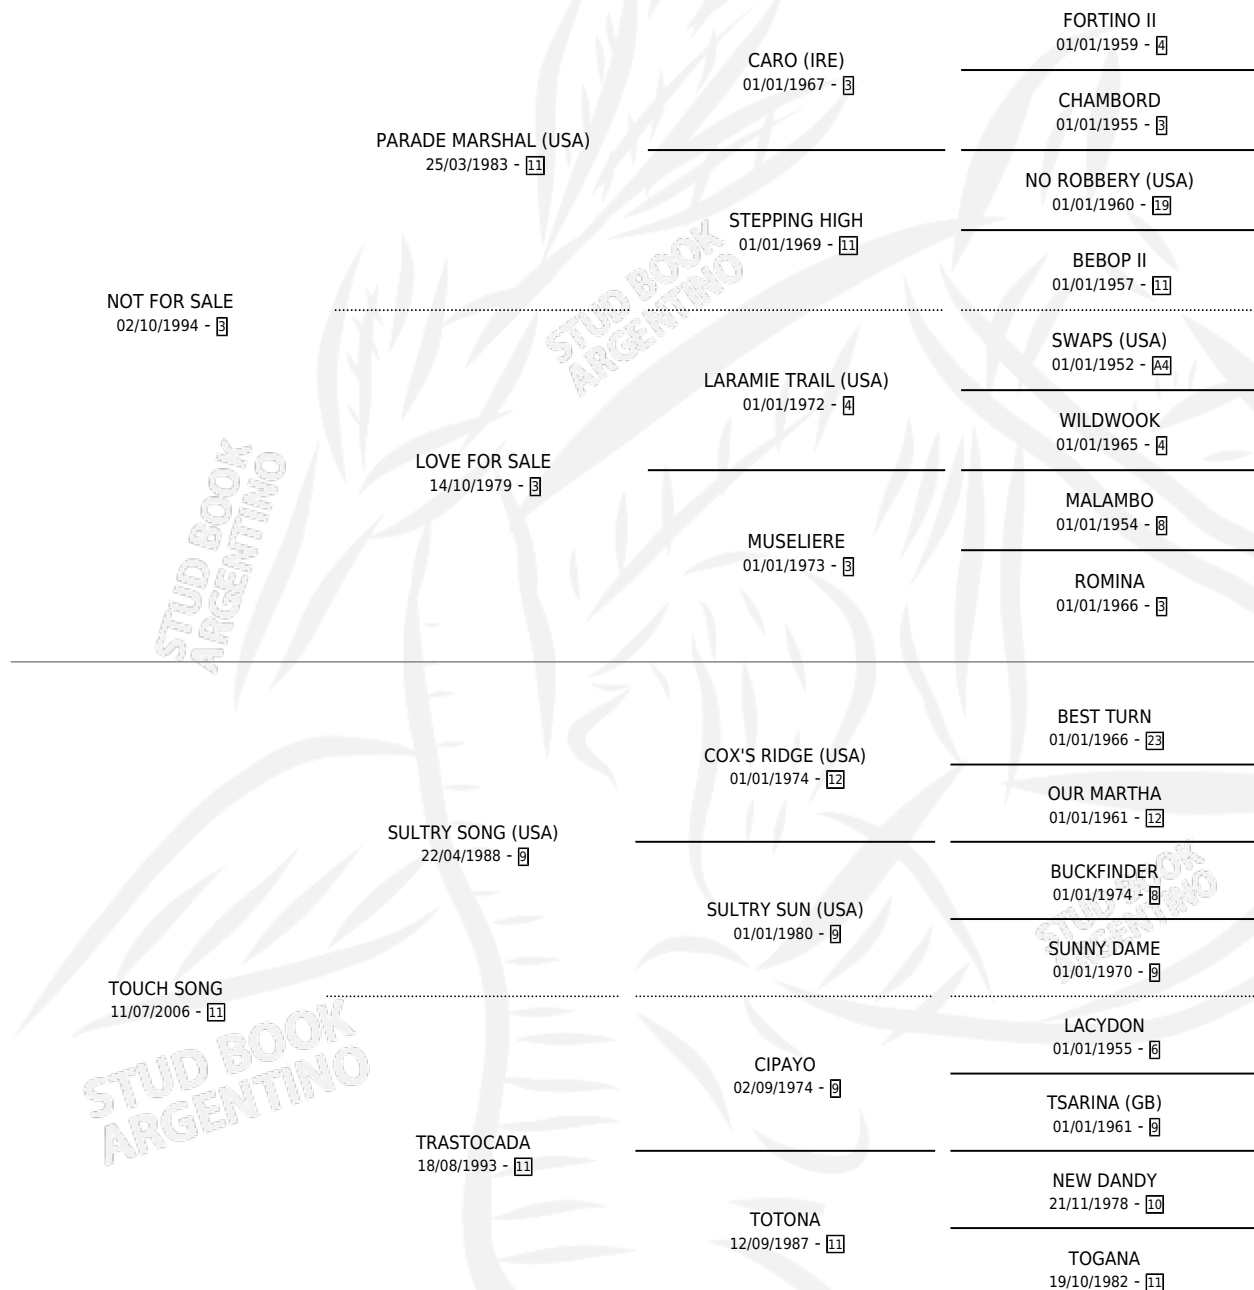 FORTINO II
01/01/1959 - 4
CARO (IRE)
01/01/1967 - 3
CHAMBORD
01/01/1955 - 3
PARADE MARSHAL (USA)
25/03/1983 - 11
NO ROBBERY (USA)
01/01/1960 - 19
STEPPING HIGH
01/01/1969 - 11
BEBOP II
01/01/1957 - 11
STUD BOOK
ARGENTINO
NOT FOR SALE
02/10/1994 - 3
SWAPS (USA)
01/01/1952 - A4
LARAMIE TRAIL (USA)
01/01/1972 - 4
WILDWOOK
01/01/1965 - 4
LOVE FOR SALE
14/10/1979 - 3
MALAMBO
01/01/1954 - 8
MUSELIERE
01/01/1973 - 3
ROMINA
01/01/1966 - 3
STUD BOOK
ARGENTINO
BEST TURN
01/01/1966 - 23
COX'S RIDGE (USA)
01/01/1974 - 12
OUR MARTHA
01/01/1961 - 12
SULTRY SONG (USA)
22/04/1988 - 9
BUCKFINDER
01/01/1974 - 8
SULTRY SUN (USA)
01/01/1980 - 9
SUNNY DAME
01/01/1970 - 9
STUD BOOK
ARGENTINO
TOUCH SONG
11/07/2006 - 11
LACYDON
01/01/1955 - 6
CIPAYO
02/09/1974 - 9
TSARINA (GB)
01/01/1961 - 9
STUD BOOK
ARGENTINO
TRASTOCADA
18/08/1993 - 11
NEW DANDY
21/11/1978 - 10
TOTONA
12/09/1987 - 11
TOGANA
19/10/1982 - 11